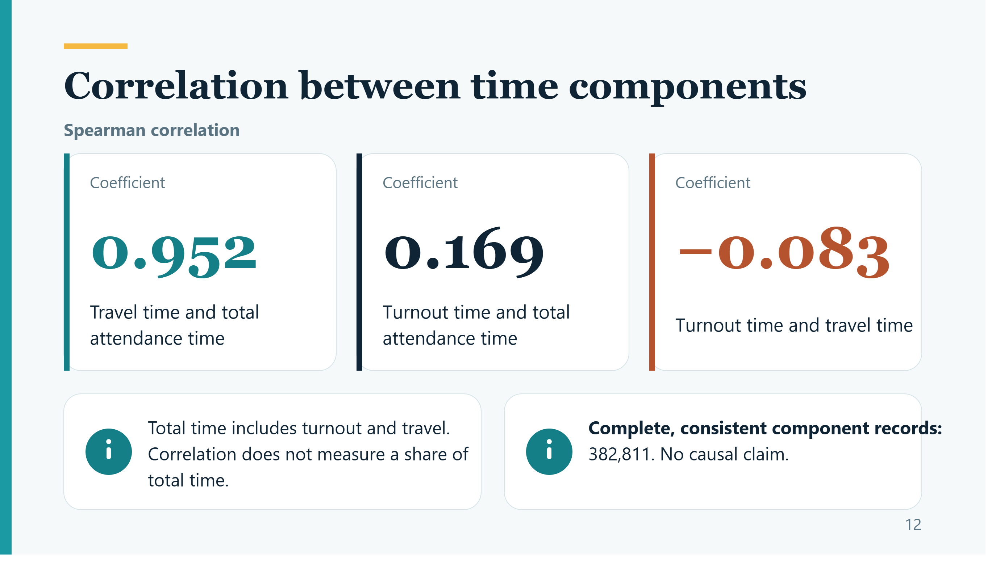 Correlation between time components
Spearman correlation
Coefficient
0.952
Travel time and total
attendance time
Coefficient
0.169
Turnout time and total
attendance time
Coefficient
−0.083
Turnout time and travel time
Total time includes turnout and travel.
Correlation does not measure a share of
total time.
Complete, consistent component records:
382,811. No causal claim.
12